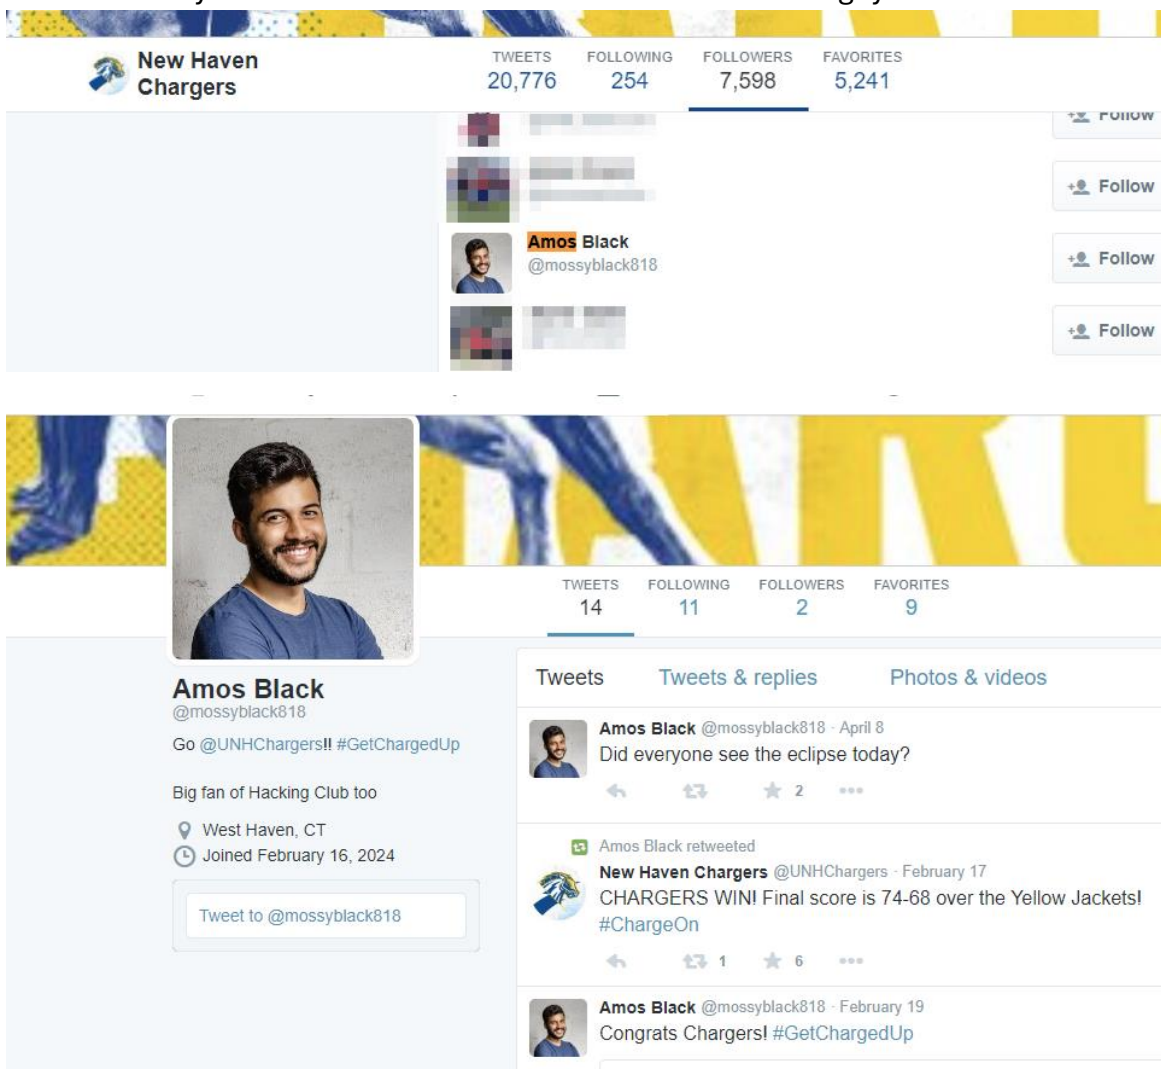 New Haven
Chargers
TWEETS FOLLOWING FOLLOWERS FAVORITES
20,776 254 7,598 5,241
Follow
Follow
Amos Black
@mossyblack818
Follow
Follow
TWEETS FOLLOWING FOLLOWERS FAVORITES
14 11 2 9
Amos Black
@mossyblack818
Go @UNHChargers!! #GetChargedUp
Big fan of Hacking Club too
West Haven, CT
Joined February 16, 2024
Tweet to @mossyblack818
Tweets Tweets & replies Photos & videos
Amos Black @mossyblack818 · April 8
Did everyone see the eclipse today?
2
Amos Black retweeted
New Haven Chargers @UNHChargers · February 17
CHARGERS WIN! Final score is 74-68 over the Yellow Jackets!
#ChargeOn
1 6
Amos Black @mossyblack818 · February 19
Congrats Chargers! #GetChargedUp